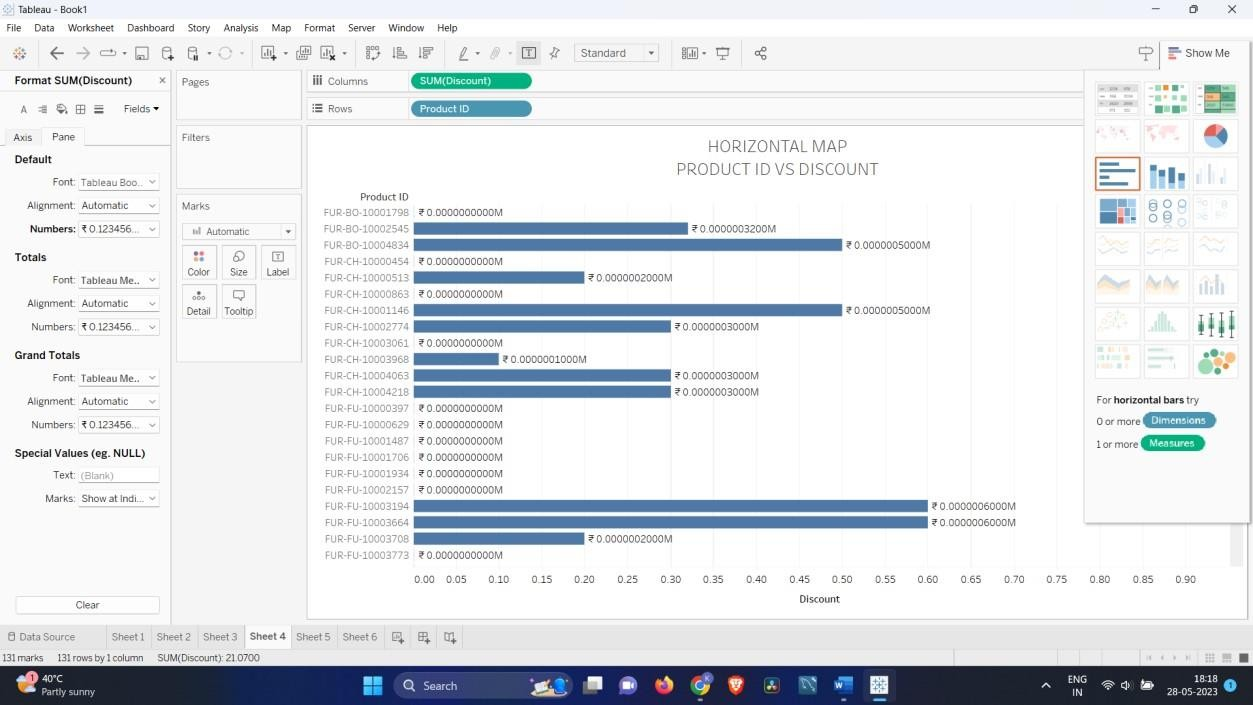 Tableau - Book1
File Data Worksheet Dashboard Story Analysis Map Format Server Window Help
Standard
Show Me
Format SUM(Discount)
Fields
Axis Pane
Default
Font: Tableau Boo..
Alignment: Automatic
Numbers: ₹ 0.123456...
Totals
Font: Tableau Me..
Alignment: Automatic
Numbers: ₹ 0.123456...
Grand Totals
Font: Tableau Me..
Alignment: Automatic
Numbers: ₹ 0.123456...
Special Values (eg. NULL)
Text: (Blank)
Marks: Show at Indi...
Clear
Pages
Filters
Marks
Automatic
Color Size Label
Detail Tooltip
Columns SUM(Discount)
Rows Product ID
HORIZONTAL MAP
PRODUCT ID VS DISCOUNT
Product ID
FUR-BO-10001798 ₹ 0.0000000000M
FUR-BO-10002545 ₹ 0.0000003200M
FUR-BO-10004834 ₹ 0.0000005000M
FUR-CH-10000454 ₹ 0.0000000000M
FUR-CH-10000513 ₹ 0.0000002000M
FUR-CH-10000863 ₹ 0.0000000000M
FUR-CH-10001146 ₹ 0.0000005000M
FUR-CH-10002774 ₹ 0.0000003000M
FUR-CH-10003061 ₹ 0.0000000000M
FUR-CH-10003968 ₹ 0.0000001000M
FUR-CH-10004063 ₹ 0.0000003000M
FUR-CH-10004218 ₹ 0.0000003000M
FUR-FU-10000397 ₹ 0.0000000000M
FUR-FU-10000629 ₹ 0.0000000000M
FUR-FU-10001487 ₹ 0.0000000000M
FUR-FU-10001706 ₹ 0.0000000000M
FUR-FU-10001934 ₹ 0.0000000000M
FUR-FU-10002157 ₹ 0.0000000000M
FUR-FU-10003194 ₹ 0.0000006000M
FUR-FU-10003664 ₹ 0.0000006000M
FUR-FU-10003708 ₹ 0.0000002000M
FUR-FU-10003773 ₹ 0.0000000000M
0.00 0.05 0.10 0.15 0.20 0.25 0.30 0.35 0.40 0.45 0.50 0.55 0.60 0.65 0.70 0.75 0.80 0.85 0.90
Discount
For horizontal bars try
0 or more Dimensions
1 or more Measures
Data Source Sheet 1 Sheet 2 Sheet 3 Sheet 4 Sheet 5 Sheet 6
131 marks 131 rows by 1 column SUM(Discount): 21.0700
1
40°C
Partly sunny
Search
ENG
IN
18:18
28-05-2023
1